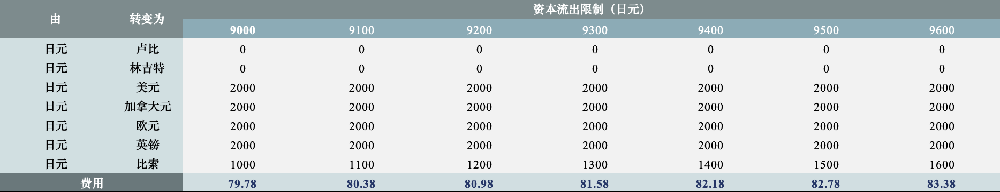 由 转变为 资本流出限制（日元）
9000 9100 9200 9300 9400 9500 9600
日元 卢比 0 0 0 0 0 0 0
日元 林吉特 0 0 0 0 0 0 0
日元 美元 2000 2000 2000 2000 2000 2000 2000
日元 加拿大元 2000 2000 2000 2000 2000 2000 2000
日元 欧元 2000 2000 2000 2000 2000 2000 2000
日元 英镑 2000 2000 2000 2000 2000 2000 2000
日元 比索 1000 1100 1200 1300 1400 1500 1600
费用 79.78 80.38 80.98 81.58 82.18 82.78 83.38